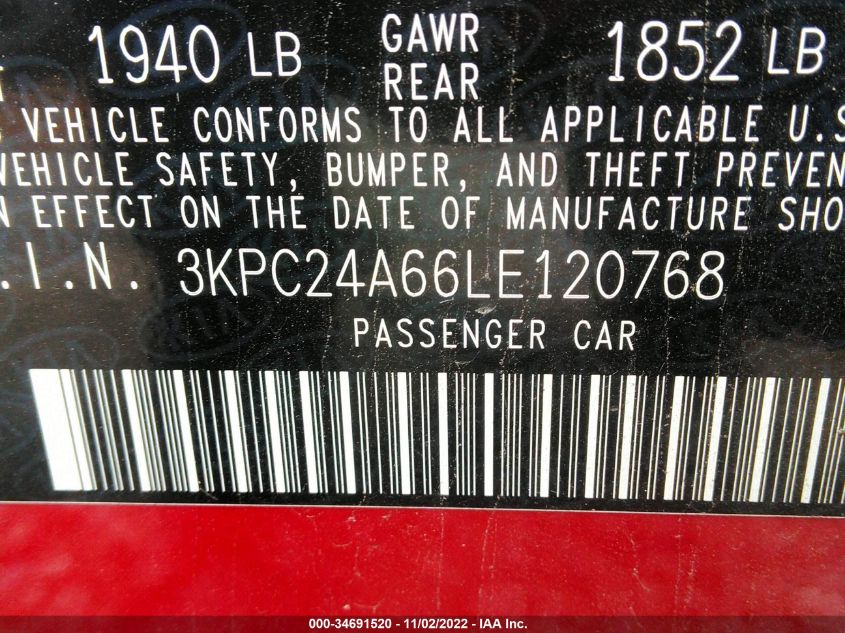 1940 LB GAWR REAR 1852 LB
VEHICLE CONFORMS TO ALL APPLICABLE U.S
VEHICLE SAFETY, BUMPER, AND THEFT PREVEN
N EFFECT ON THE DATE OF MANUFACTURE SHO
.I.N. 3KPC24A66LE120768
PASSENGER CAR
000-34691520 - 11/02/2022 - IAA Inc.